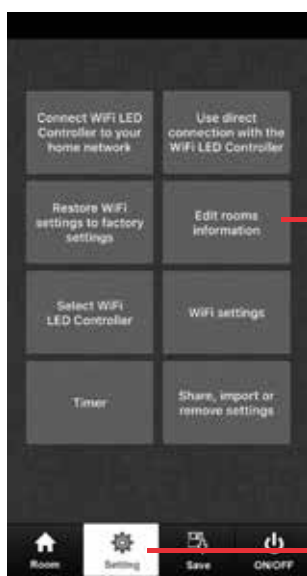 Connect WiFi LED
Controller to your
home network
Use direct
connection with the
WiFi LED Controller
Restore WiFi
settings to factory
settings
Edit rooms
information
Select WiFi
LED Controller
WiFi settings
Timer
Share, import or
remove settings
Room
Setting
Save
ON/OFF